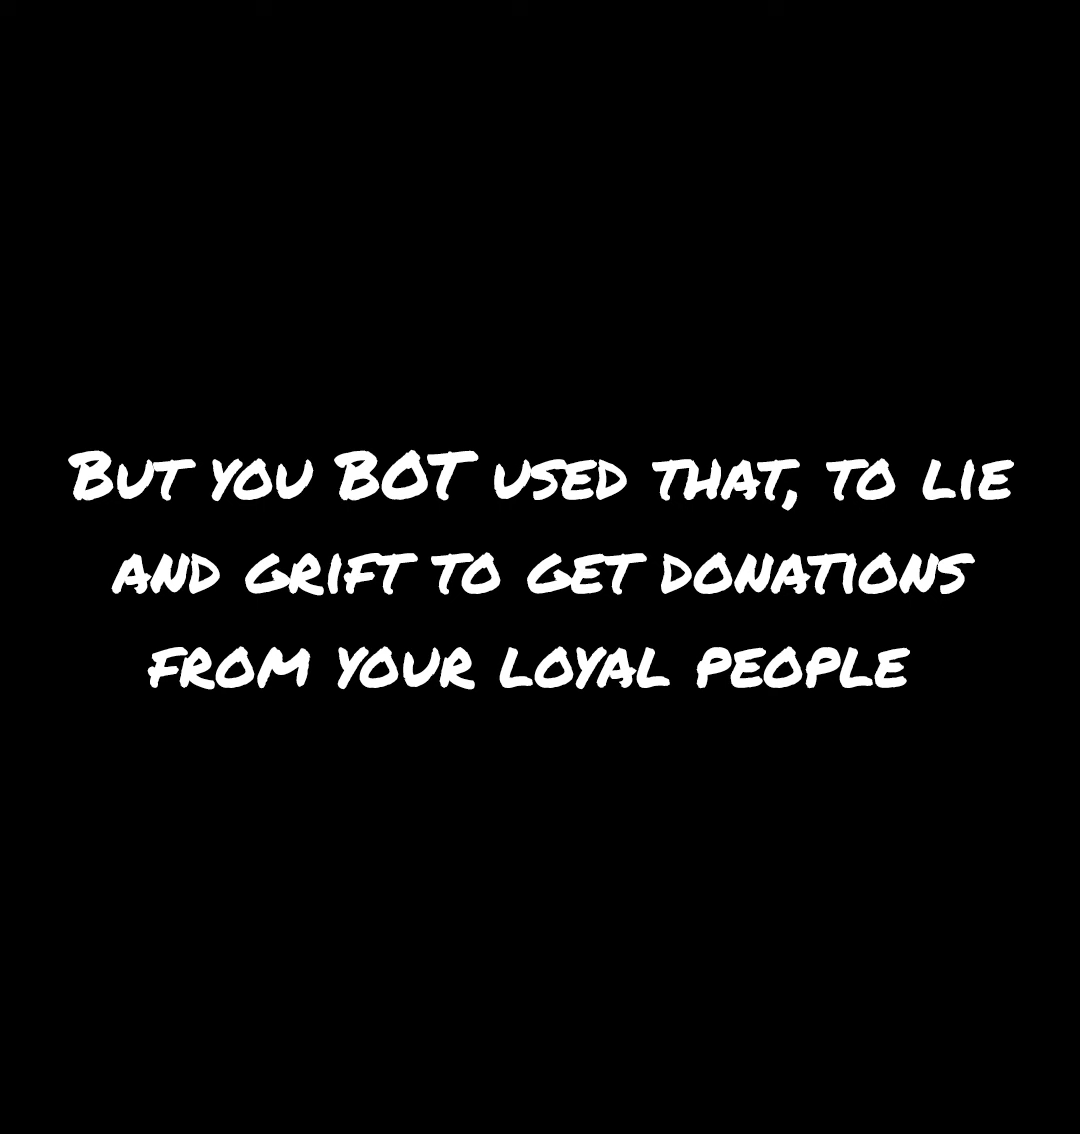 But you BOT used that, to lie
and grift to get donations
from your loyal people